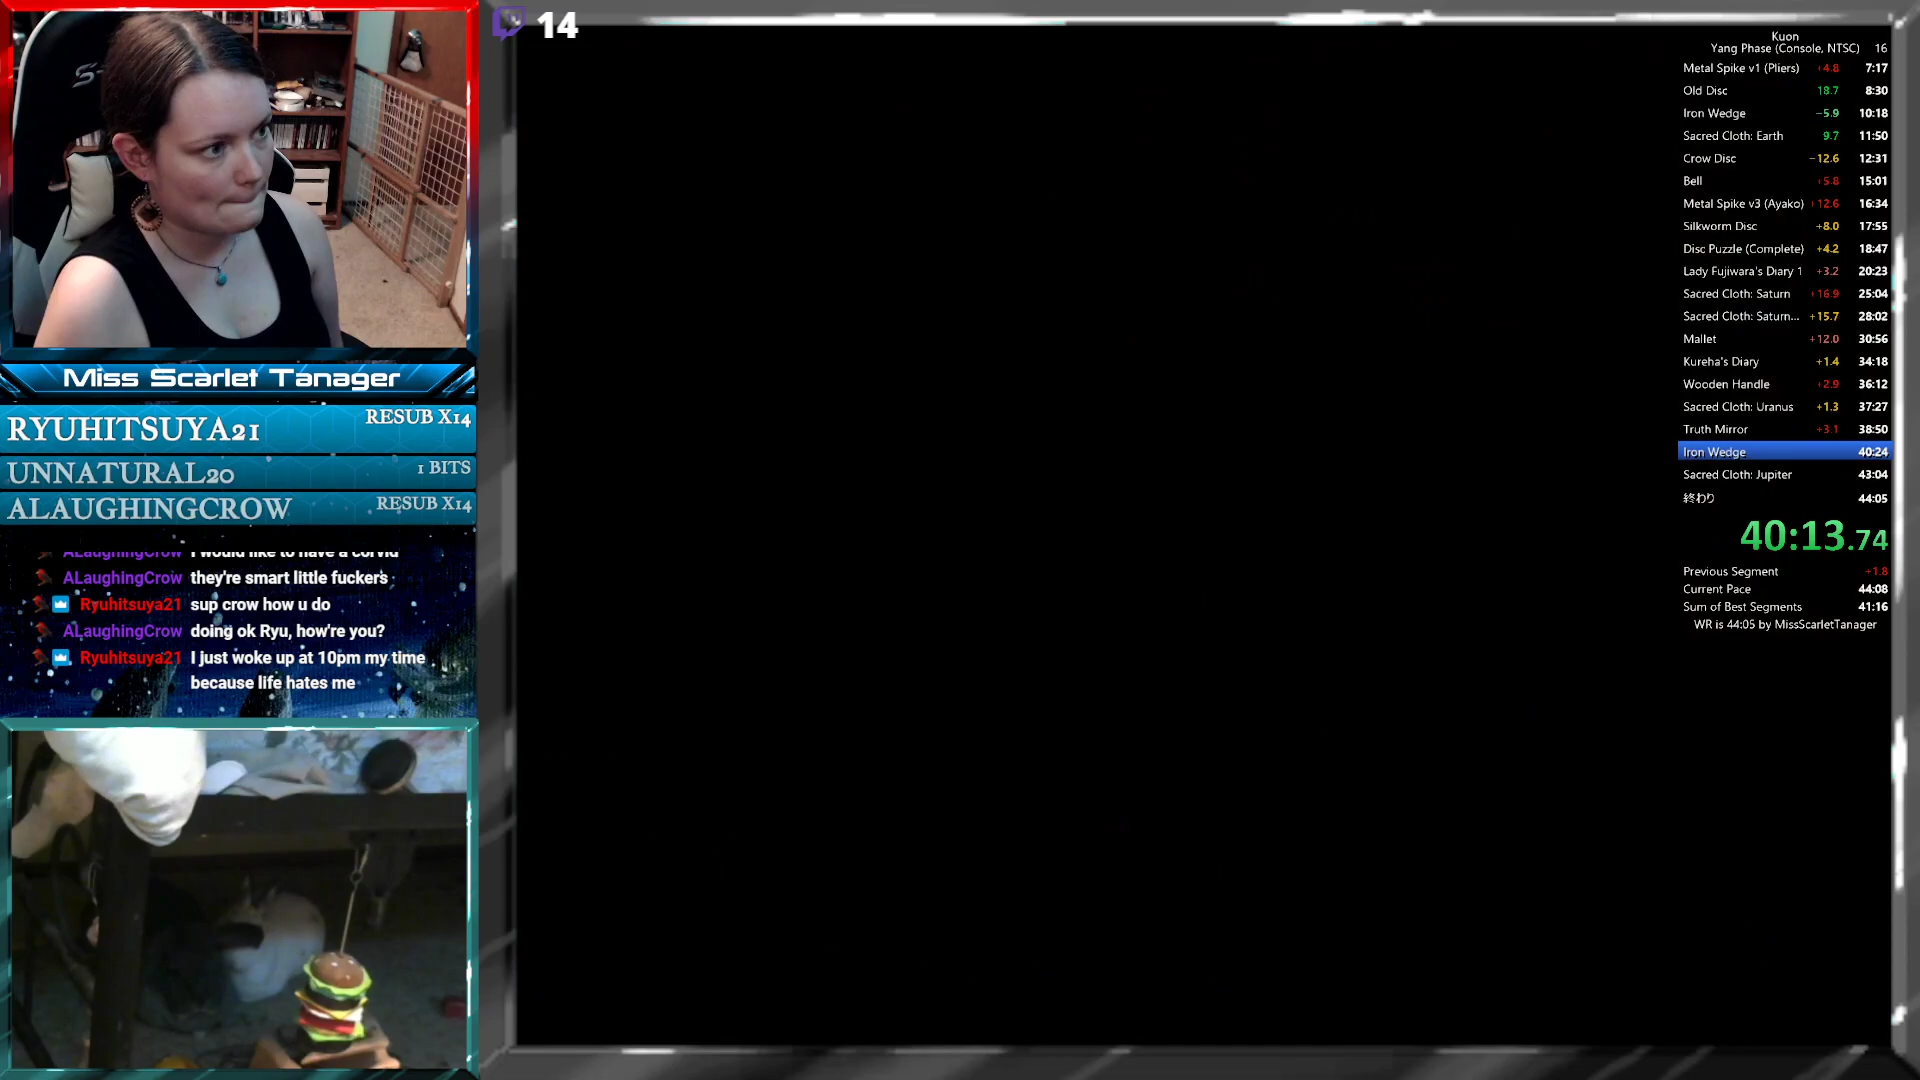 14
Miss Scarlet Tanager
RYUHITSUYA21 RESUB X14
UNNATURAL20 1 BITS
ALAUGHINGCROW RESUB X14
ALaughingCrow I would like to have a corvid
ALaughingCrow they're smart little fuckers
Ryuhitsuya21 sup crow how u do
ALaughingCrow doing ok Ryu, how're you?
Ryuhitsuya21 I just woke up at 10pm my time
because life hates me
Kuon
Yang Phase (Console, NTSC) 16
Metal Spike v1 (Pliers) +4.8 7:17
Old Disc 18.7 8:30
Iron Wedge −5.9 10:18
Sacred Cloth: Earth 9.7 11:50
Crow Disc −12.6 12:31
Bell +5.8 15:01
Metal Spike v3 (Ayako) +12.6 16:34
Silkworm Disc +8.0 17:55
Disc Puzzle (Complete) +4.2 18:47
Lady Fujiwara's Diary 1 +3.2 20:23
Sacred Cloth: Saturn +16.9 25:04
Sacred Cloth: Saturn... +15.7 28:02
Mallet +12.0 30:56
Kureha's Diary +1.4 34:18
Wooden Handle +2.9 36:12
Sacred Cloth: Uranus +1.3 37:27
Truth Mirror +3.1 38:50
Iron Wedge 40:24
Sacred Cloth: Jupiter 43:04
終わり 44:05
40:13.74
Previous Segment +1.8
Current Pace 44:08
Sum of Best Segments 41:16
WR is 44:05 by MissScarletTanager